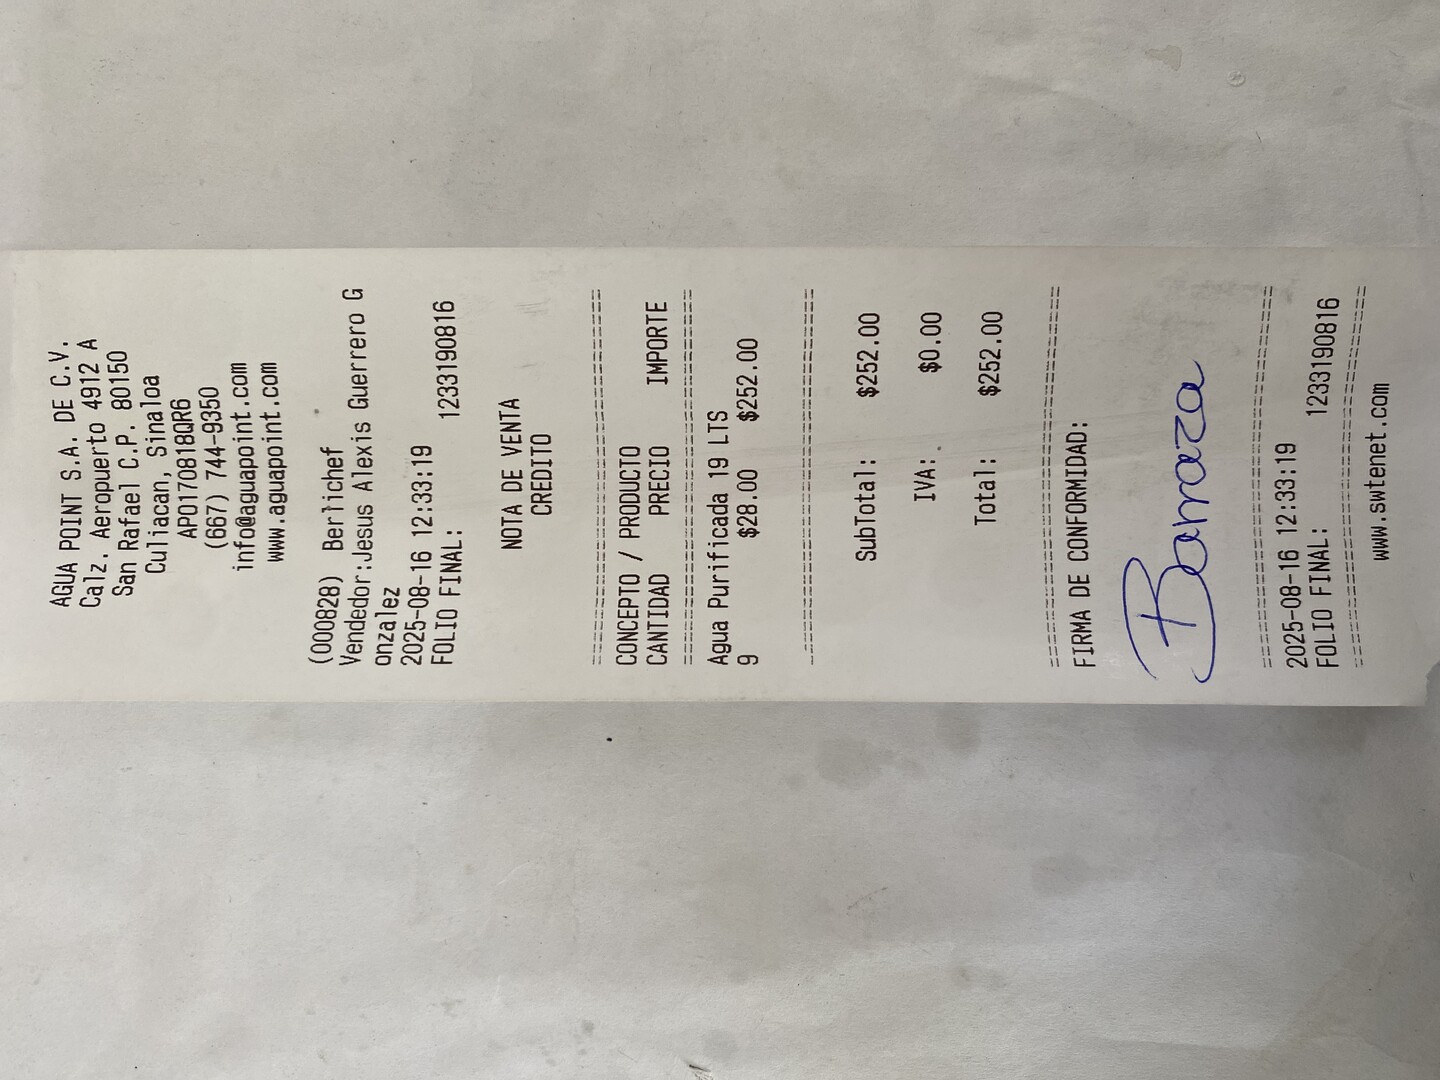 AGUA POINT S.A. DE C.V.
Calz. Aeropuerto 4912 A
San Rafael C.P. 80150
Culiacan, Sinaloa
APO170818QR6
(667) 744-9350
info@aguapoint.com
www.aguapoint.com
(000828) Berlichef
Vendedor:Jesus Alexis Guerrero G
onzalez
2025-08-16 12:33:19
FOLIO FINAL: 1233190816
NOTA DE VENTA
CREDITO
================================
CONCEPTO / PRODUCTO
CANTIDAD PRECIO IMPORTE
================================
Agua Purificada 19 LTS
9 $28.00 $252.00
================================
SubTotal: $252.00
IVA: $0.00
Total: $252.00
================================
FIRMA DE CONFORMIDAD:
Barraza
================================
2025-08-16 12:33:19
FOLIO FINAL: 1233190816
================================
www.swtenet.com